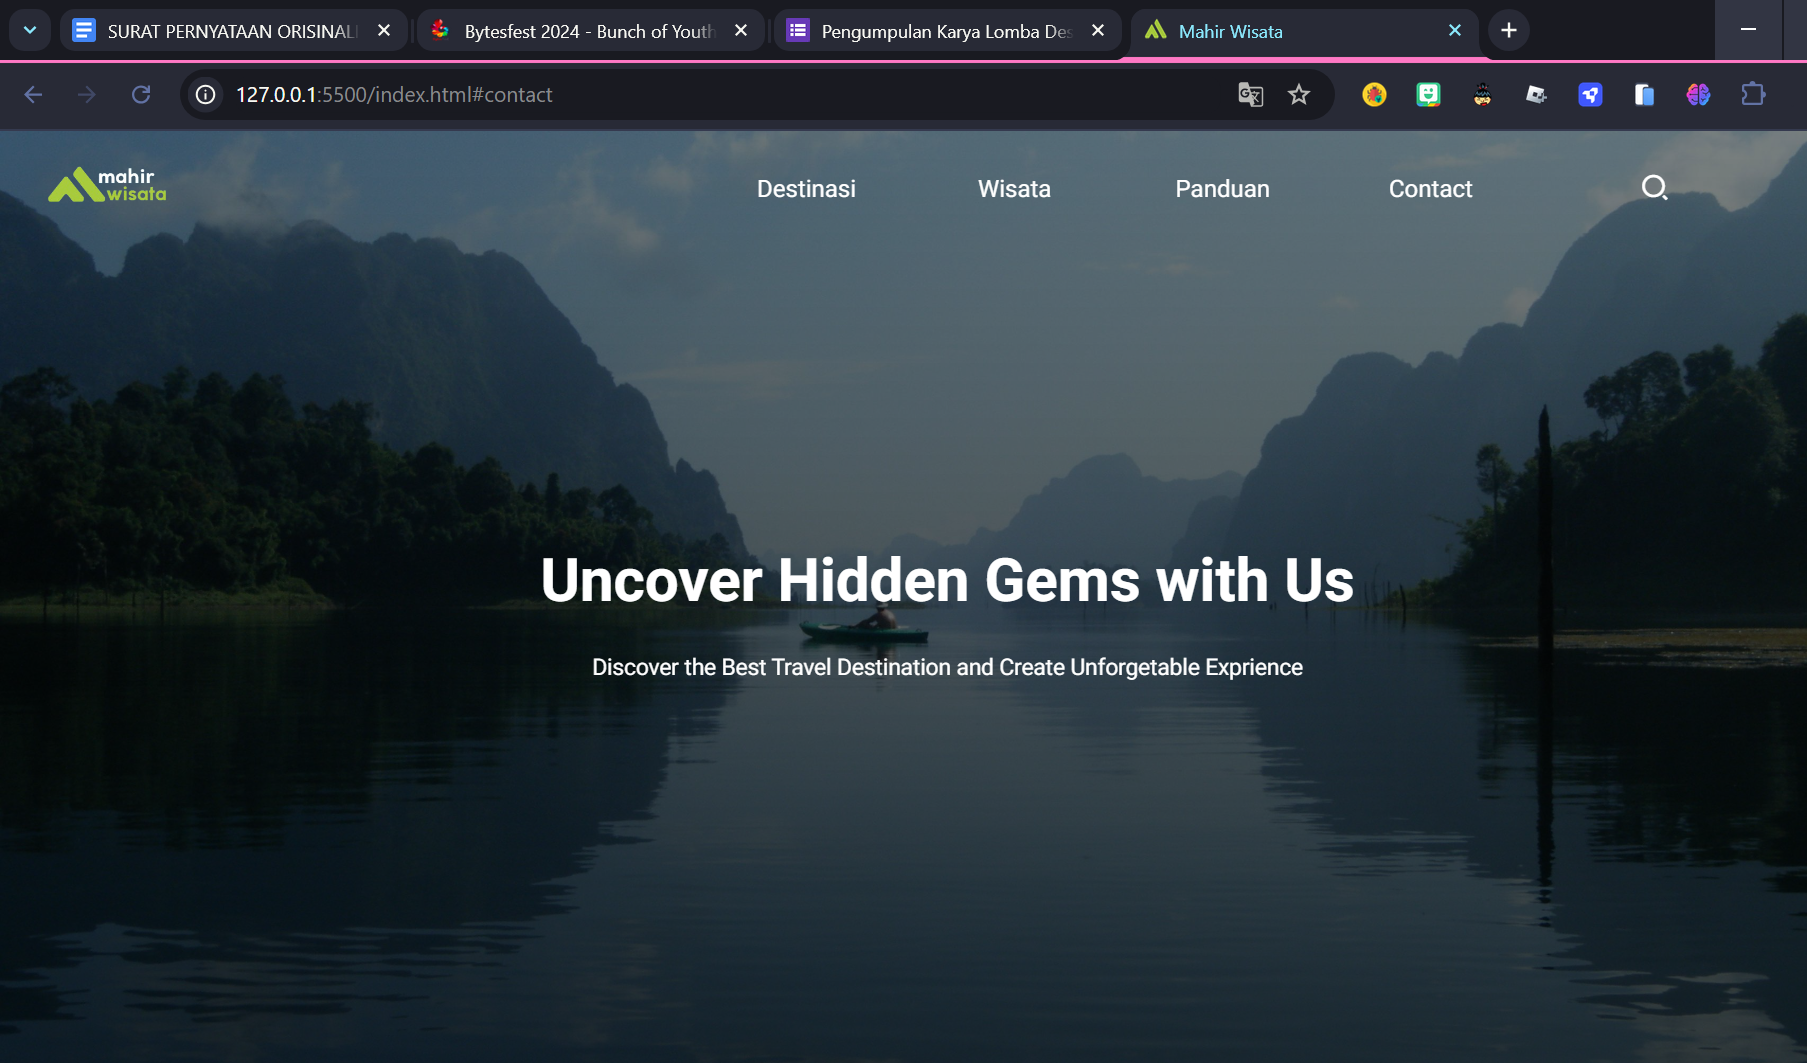 SURAT PERNYATAAN ORISINALI
Bytesfest 2024 - Bunch of Youth
Pengumpulan Karya Lomba Des
Mahir Wisata
127.0.0.1:5500/index.html#contact
mahir
wisata
Destinasi
Wisata
Panduan
Contact
Uncover Hidden Gems with Us
Discover the Best Travel Destination and Create Unforgetable Exprience